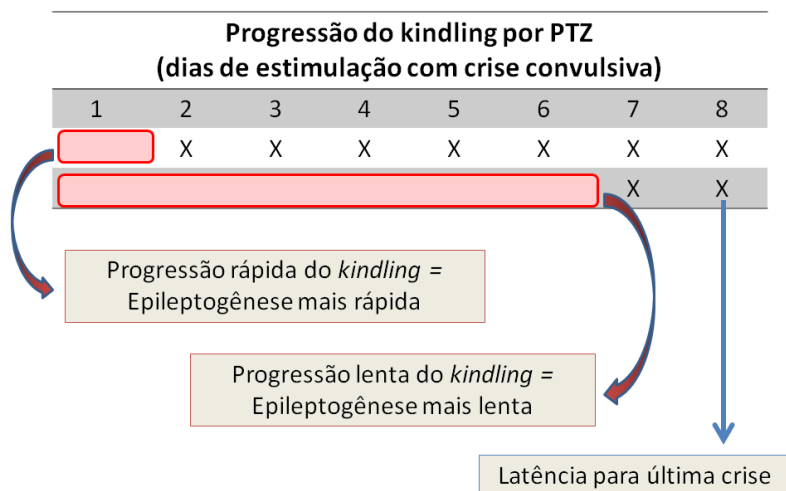 Progressão do kindling por PTZ
(dias de estimulação com crise convulsiva)
1 2 3 4 5 6 7 8
X X X X X X X
X X
Progressão rápida do kindling =
Epileptogênese mais rápida
Progressão lenta do kindling =
Epileptogênese mais lenta
Latência para última crise